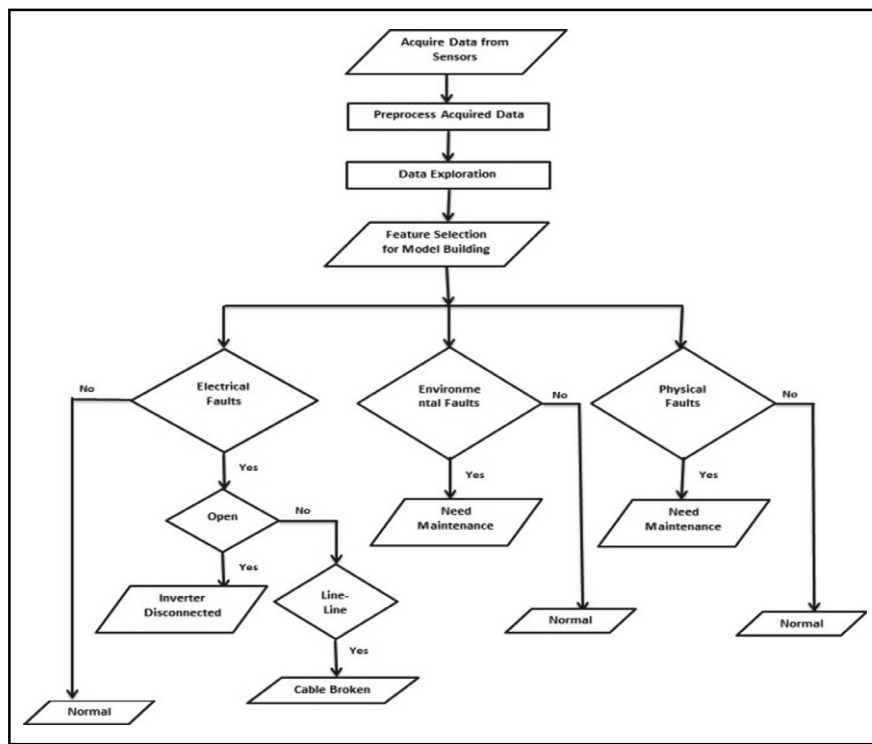 Acquire Data from
Sensors
Preprocess Acquired Data
Data Exploration
Feature Selection
for Model Building
No
Electrical
Faults
Environme
ntal Faults
No
Physical
Faults
No
Yes
Yes
Yes
Open
No
Need
Maintenance
Need
Maintenance
Yes
Inverter
Disconnected
Line-
Line
Normal
Normal
Yes
Cable Broken
Normal